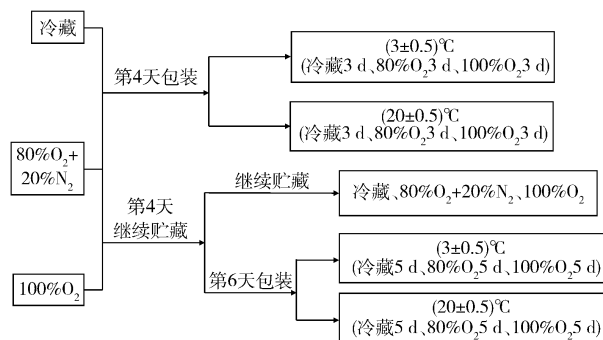 冷藏
80%O₂+
20%N₂
100%O₂
第4天包装
(3±0.5)℃
(冷藏3 d、80%O₂3 d、100%O₂3 d)
(20±0.5)℃
(冷藏3 d、80%O₂3 d、100%O₂3 d)
第4天
继续贮藏
继续贮藏
冷藏、80%O₂+20%N₂、100%O₂
第6天包装
(3±0.5)℃
(冷藏5 d、80%O₂5 d、100%O₂5 d)
(20±0.5)℃
(冷藏5 d、80%O₂5 d、100%O₂5 d)